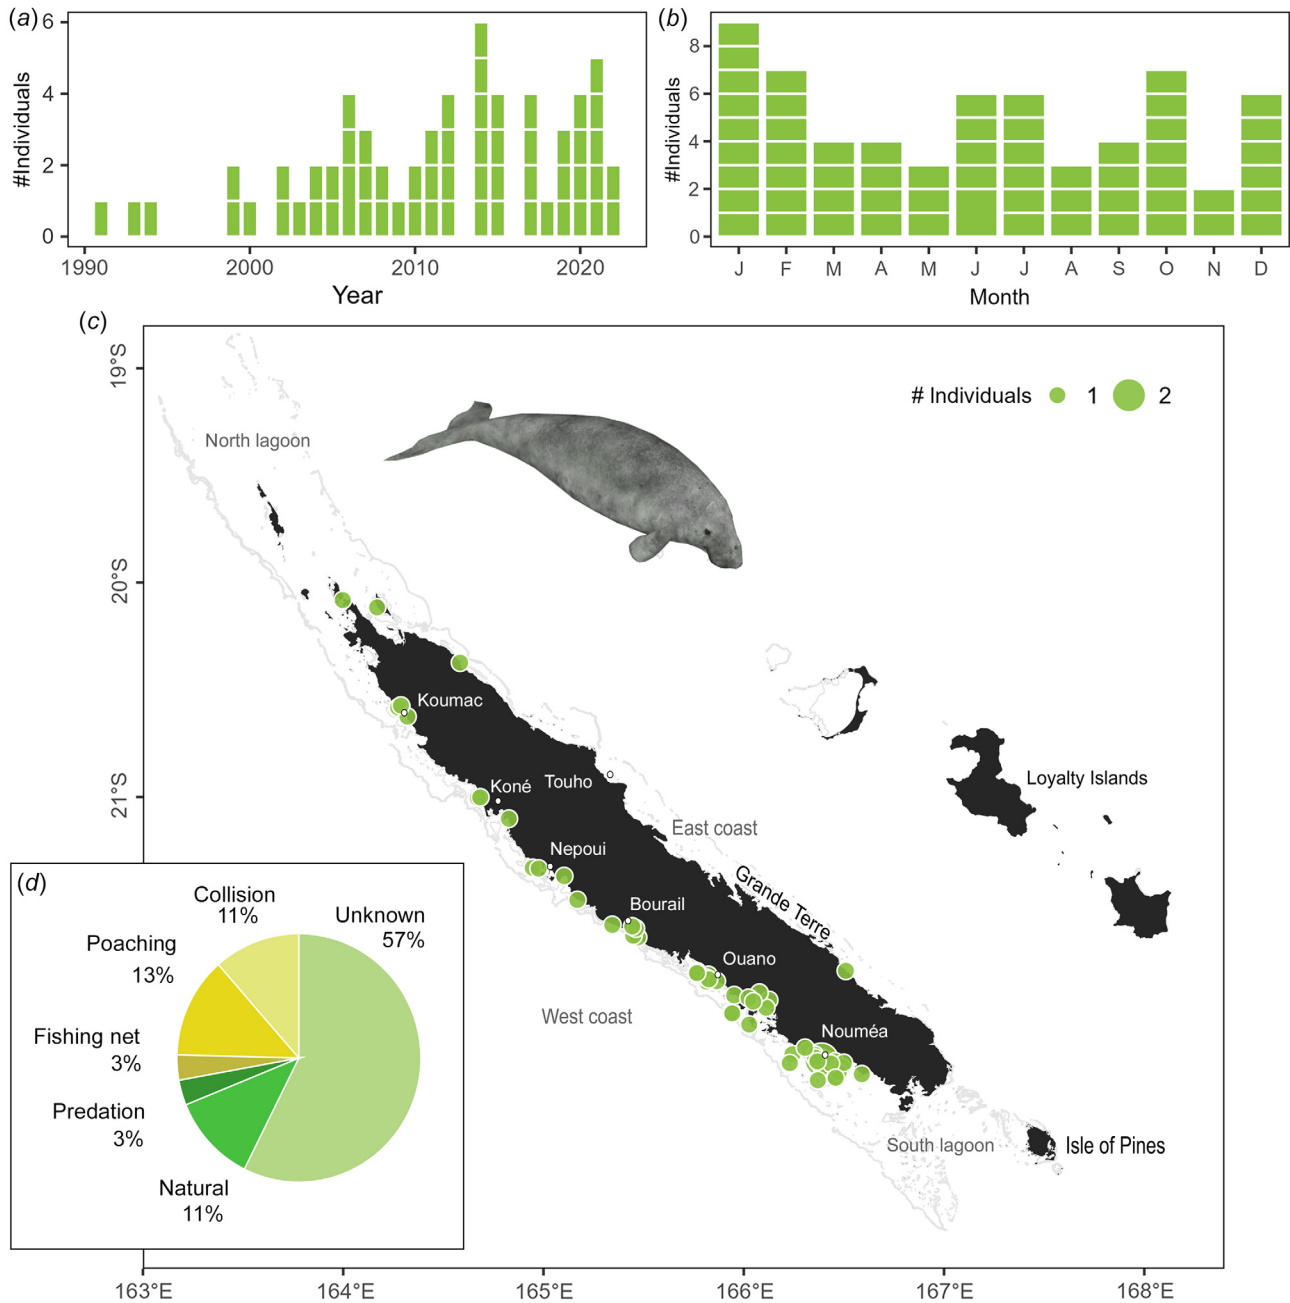 (a)
#Individuals
6
4
2
0
1990 2000 2010 2020
Year
(b)
#Individuals
8
6
4
2
0
J F M A M J J A S O N D
Month
(c)
19°S
20°S
21°S
# Individuals 1 2
North lagoon
Koumac
Koné
Touho
Loyalty Islands
East coast
Nepoui
Grande Terre
Bourail
Ouano
West coast
Nouméa
South lagoon
Isle of Pines
163°E 164°E 165°E 166°E 167°E 168°E
(d)
Collision
11%
Unknown
57%
Poaching
13%
Fishing net
3%
Predation
3%
Natural
11%